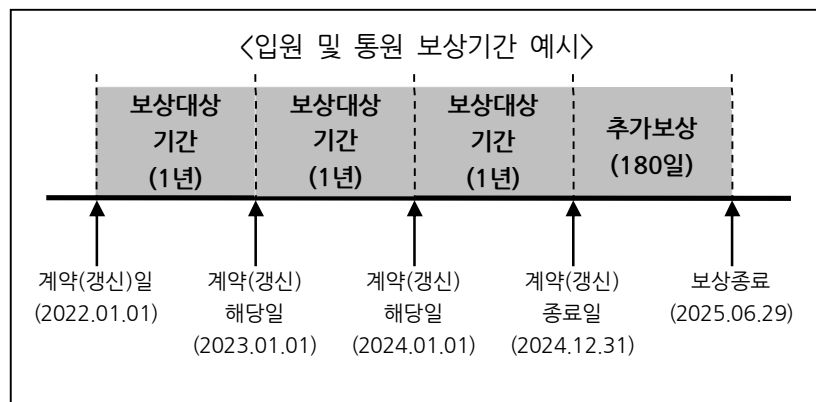 <입원 및 통원 보상기간 예시>
보상대상
기간
(1년)
보상대상
기간
(1년)
보상대상
기간
(1년)
추가보상
(180일)
계약(갱신)일
(2022.01.01)
계약(갱신)
해당일
(2023.01.01)
계약(갱신)
해당일
(2024.01.01)
계약(갱신)
종료일
(2024.12.31)
보상종료
(2025.06.29)